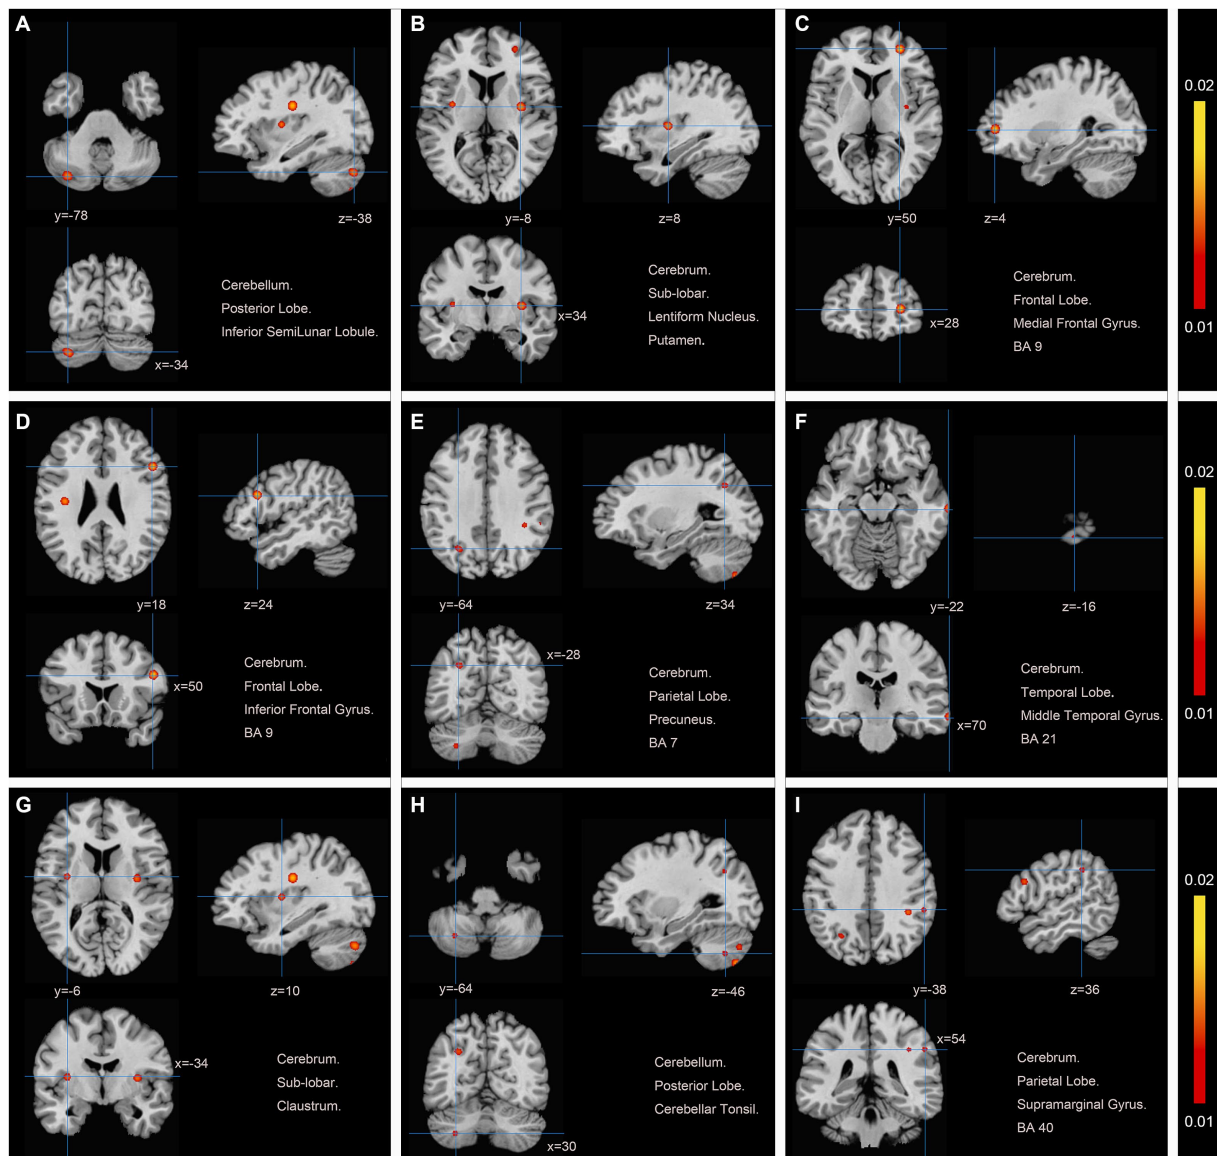 A
y=-78
z=-38
Cerebellum.
Posterior Lobe.
Inferior SemiLunar Lobule.
x=-34
B
y=-8
z=8
Cerebrum.
Sub-lobar.
Lentiform Nucleus.
Putamen.
x=34
C
y=50
z=4
Cerebrum.
Frontal Lobe.
Medial Frontal Gyrus.
BA 9
x=28
0.02
0.01
D
y=18
z=24
Cerebrum.
Frontal Lobe.
Inferior Frontal Gyrus.
BA 9
x=50
E
y=-64
z=34
x=-28
Cerebrum.
Parietal Lobe.
Precuneus.
BA 7
F
y=-22
z=-16
Cerebrum.
Temporal Lobe.
Middle Temporal Gyrus.
BA 21
x=70
0.02
0.01
G
y=-6
z=10
x=-34
Cerebrum.
Sub-lobar.
Claustrum.
H
y=-64
z=-46
Cerebellum.
Posterior Lobe.
Cerebellar Tonsil.
x=30
I
y=-38
z=36
x=54
Cerebrum.
Parietal Lobe.
Supramarginal Gyrus.
BA 40
0.02
0.01